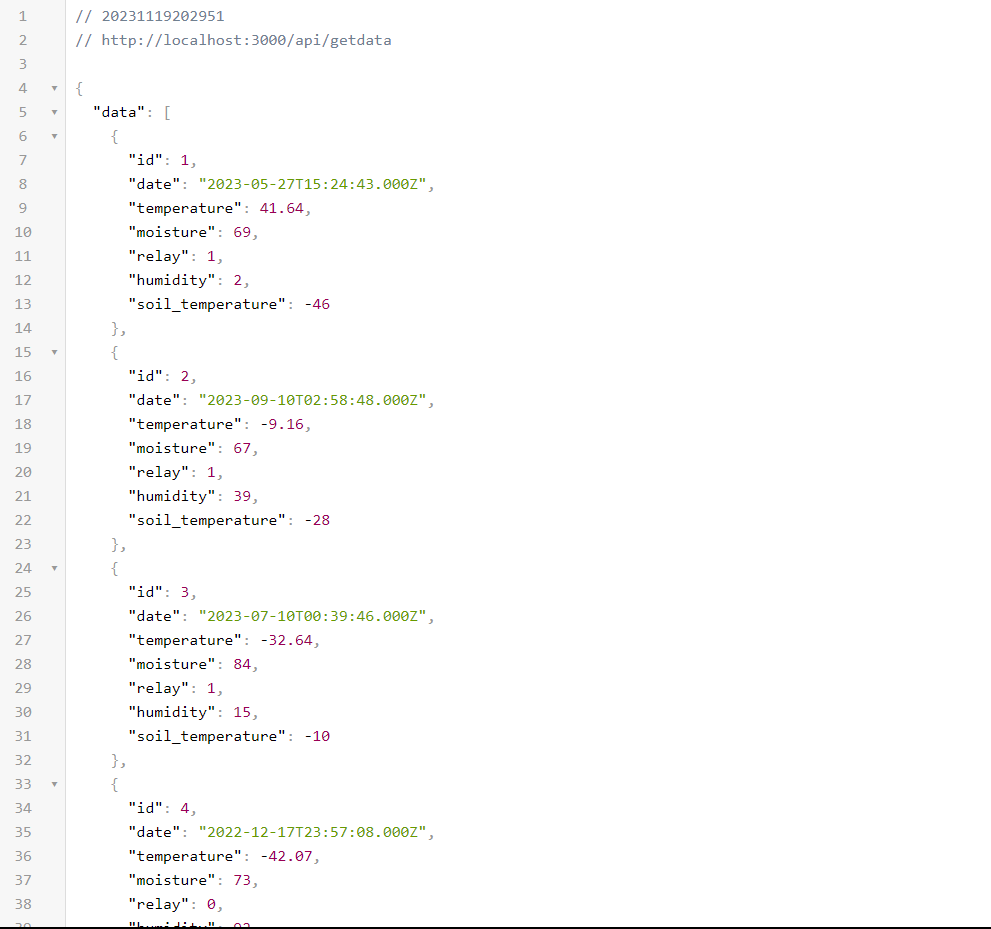 1 // 20231119202951
2 // http://localhost:3000/api/getdata
3
4 {
5 "data": [
6 {
7 "id": 1,
8 "date": "2023-05-27T15:24:43.000Z",
9 "temperature": 41.64,
10 "moisture": 69,
11 "relay": 1,
12 "humidity": 2,
13 "soil_temperature": -46
14 },
15 {
16 "id": 2,
17 "date": "2023-09-10T02:58:48.000Z",
18 "temperature": -9.16,
19 "moisture": 67,
20 "relay": 1,
21 "humidity": 39,
22 "soil_temperature": -28
23 },
24 {
25 "id": 3,
26 "date": "2023-07-10T00:39:46.000Z",
27 "temperature": -32.64,
28 "moisture": 84,
29 "relay": 1,
30 "humidity": 15,
31 "soil_temperature": -10
32 },
33 {
34 "id": 4,
35 "date": "2022-12-17T23:57:08.000Z",
36 "temperature": -42.07,
37 "moisture": 73,
38 "relay": 0,
"humidity":